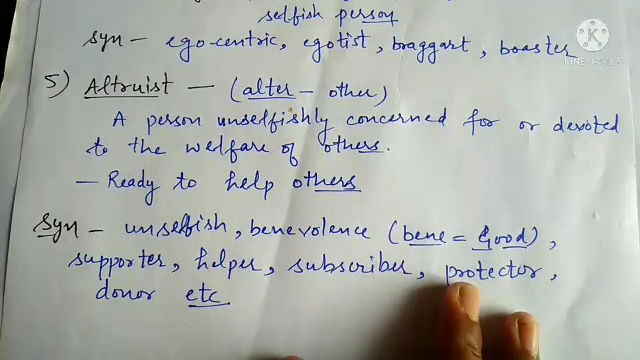 selfish person
syn - ego-centric, egotist, braggart, boaster
5) Altruist - (alter - other)
A person unselfishly concerned for or devoted
to the welfare of others.
- Ready to help others
Syn - unselfish, benevolence (bene = Good),
supporter, helper, subscriber, protector,
donor etc
K
KINEMASTER